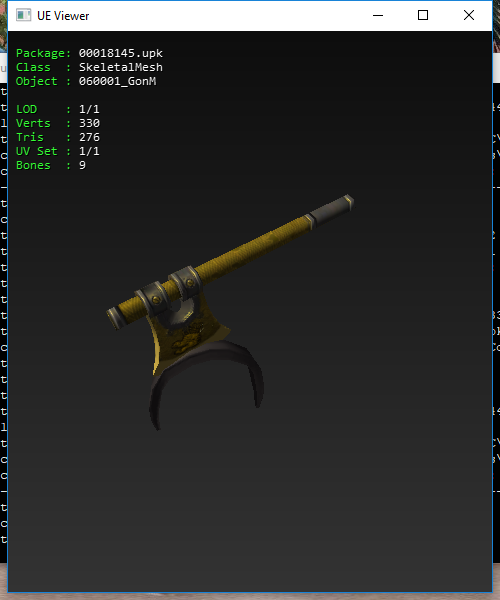 UE Viewer
Package: 00018145.upk
Class : SkeletalMesh
Object : 060001_GonM
LOD : 1/1
Verts : 330
Tris : 276
UV Set : 1/1
Bones : 9